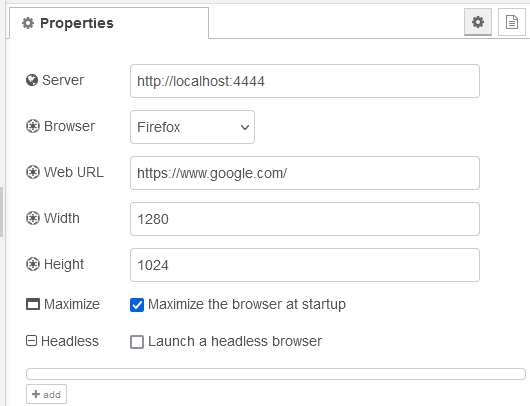 Properties
Server http://localhost:4444
Browser Firefox
Web URL https://www.google.com/
Width 1280
Height 1024
Maximize Maximize the browser at startup
Headless Launch a headless browser
add